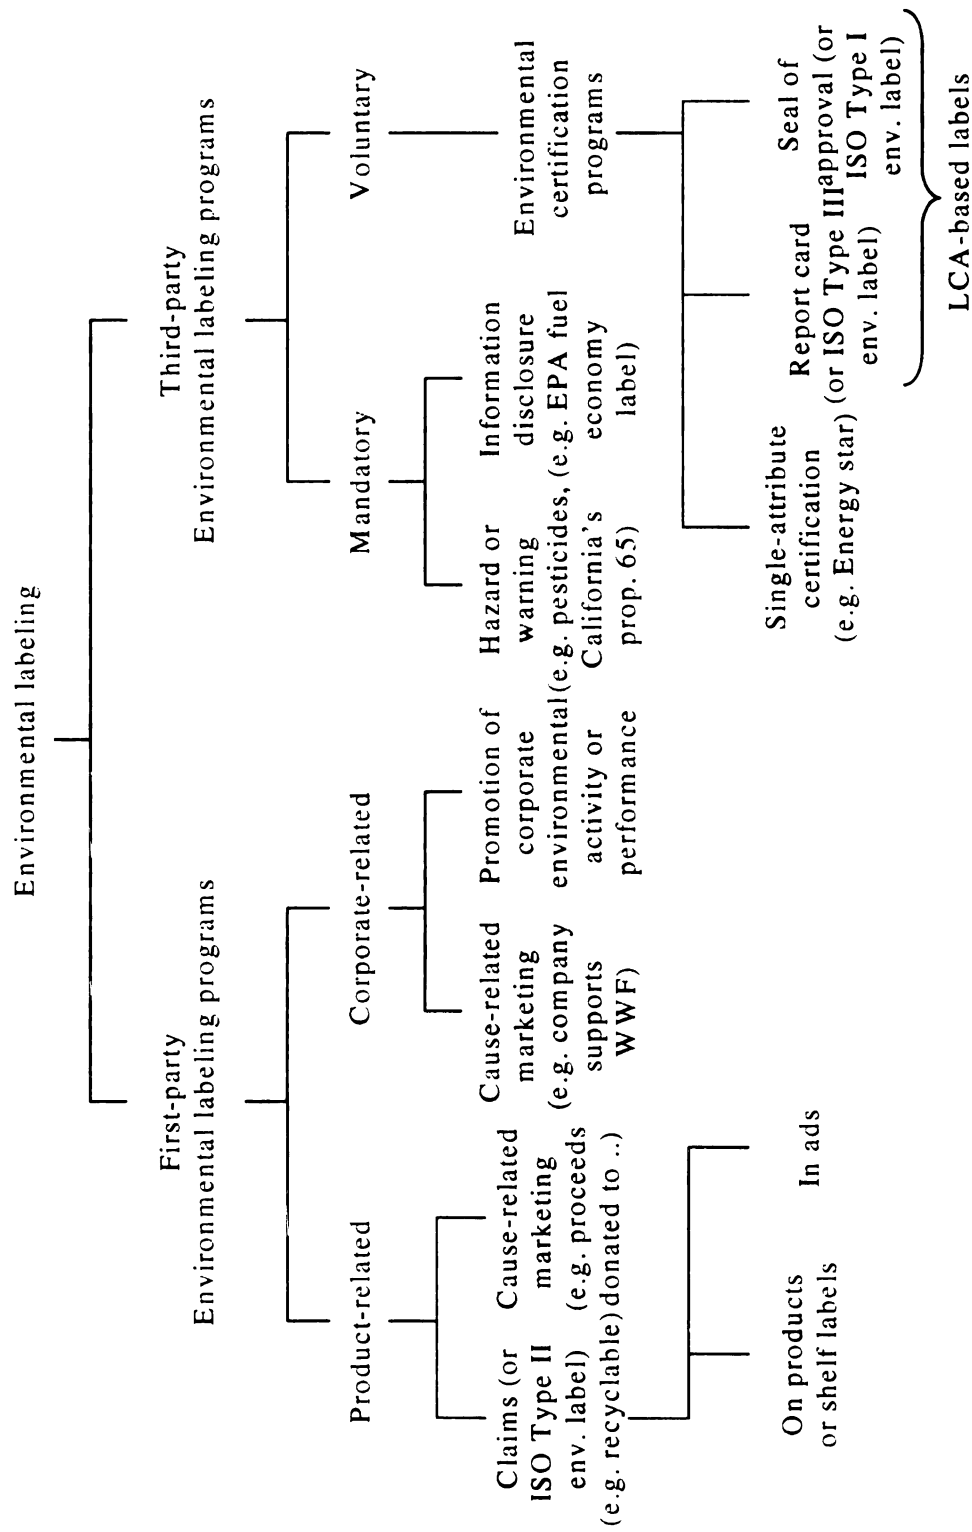 Environmental labeling
First-party
Environmental labeling programs
Third-party
Environmental labeling programs
Product-related
Corporate-related
Mandatory
Voluntary
Claims (or
ISO Type II
env. label)
(e.g. recyclable)
Cause-related
marketing
(e.g. proceeds
donated to ..)
Cause-related
marketing
(e.g. company
supports
WWF)
Promotion of
corporate
environmental
activity or
performance
Hazard or
warning
(e.g. pesticides,
California's
prop. 65)
Information
disclosure
(e.g. EPA fuel
economy
label)
Environmental
certification
programs
On products
or shelf labels
In ads
Single-attribute
certification
(e.g. Energy star)
Report card
(or ISO Type III
env. label)
Seal of
approval (or
ISO Type I
env. label)
LCA-based labels